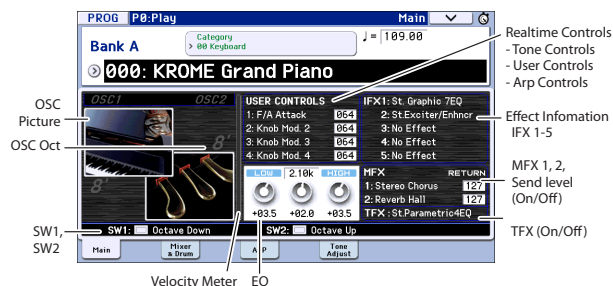 PROG P0:Play Main
Bank A
Category
> 00 Keyboard
♩= 109.00
000: KROME Grand Piano
OSC1 OSC2
8'
8'
USER CONTROLS
1: F/A Attack 064
2: Knob Mod. 2 064
3: Knob Mod. 3 064
4: Knob Mod. 4 064
IFX1: St. Graphic 7EQ
2: St.Exciter/Enhncr
3: No Effect
4: No Effect
5: No Effect
LOW 2.10k HIGH
+03.5 +02.0 +03.5
MFX RETURN
1: Stereo Chorus 127
2: Reverb Hall 127
TFX : St.Parametric4EQ
SW1: Octave Down SW2: Octave Up
Main
Mixer
& Drum
Tone
Adjust
OSC
Picture
OSC Oct
SW1,
SW2
Velocity Meter
EQ
Realtime Controls
- Tone Controls
- User Controls
- Arp Controls
Effect Infomation
IFX 1-5
MFX 1, 2,
Send level
(On/Off)
TFX (On/Off)